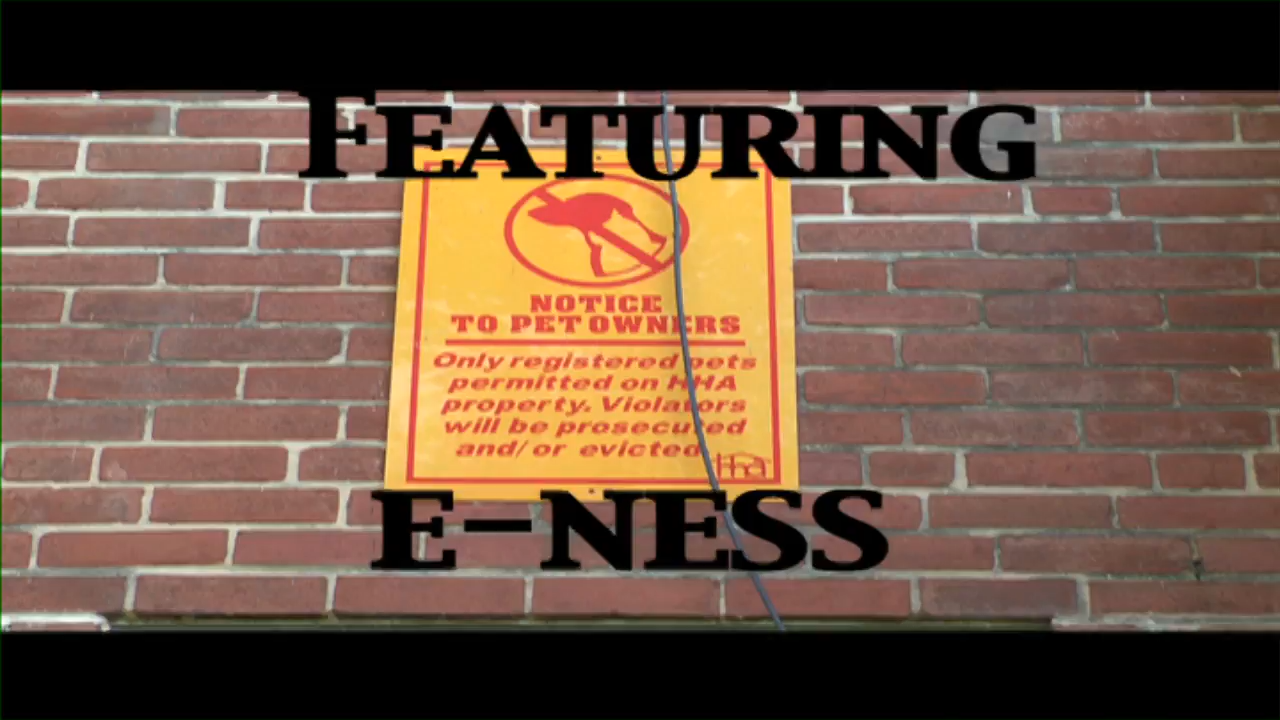 FEATURING
NOTICE
TO PET OWNERS
Only registered pets
permitted on HHA
property. Violators
will be prosecuted
and/or evicted.
hha
E-NESS